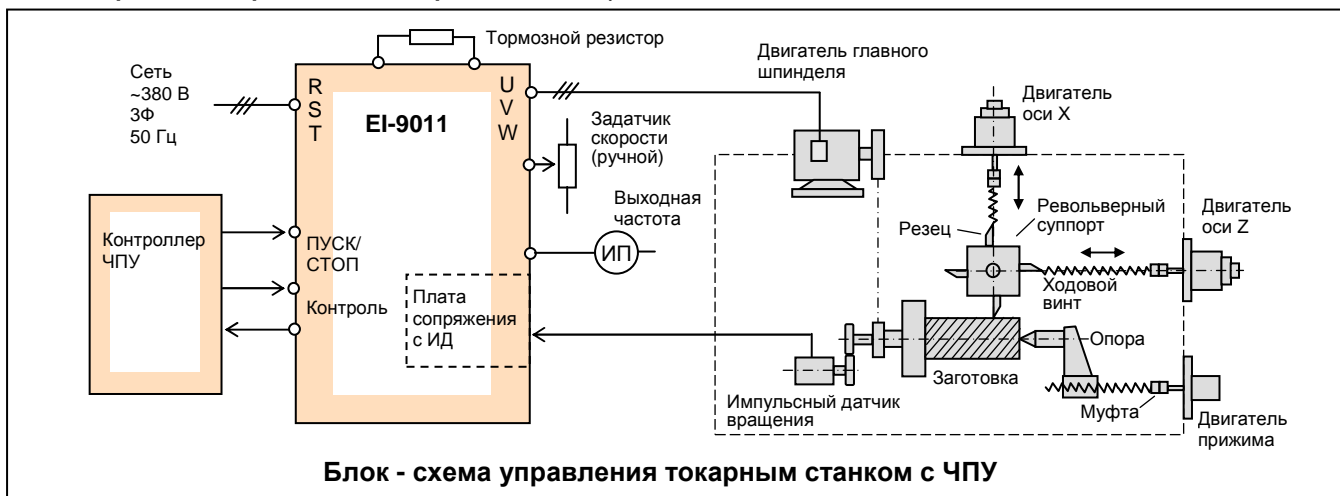 Тормозной резистор
Сеть
~380 В
3Ф
50 Гц
R
S
T
EI-9011
U
V
W
Двигатель главного
шпинделя
Двигатель
оси X
Задатчик
скорости
(ручной)
Выходная
частота
ИП
Контроллер
ЧПУ
ПУСК/
СТОП
Контроль
Плата
сопряжения
с ИД
Резец
Револьверный
суппорт
Двигатель
оси Z
Ходовой
винт
Опора
Заготовка
Импульсный датчик
вращения
Муфта
Двигатель
прижима
Блок - схема управления токарным станком с ЧПУ